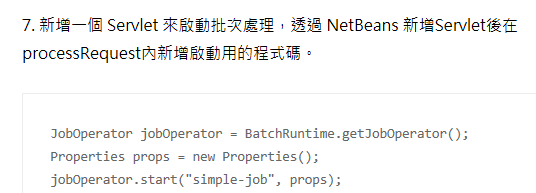 7. 新增一個 Servlet 來啟動批次處理，透過 NetBeans 新增Servlet後在
processRequest內新增啟動用的程式碼。
JobOperator jobOperator = BatchRuntime.getJobOperator();
Properties props = new Properties();
jobOperator.start("simple-job", props);